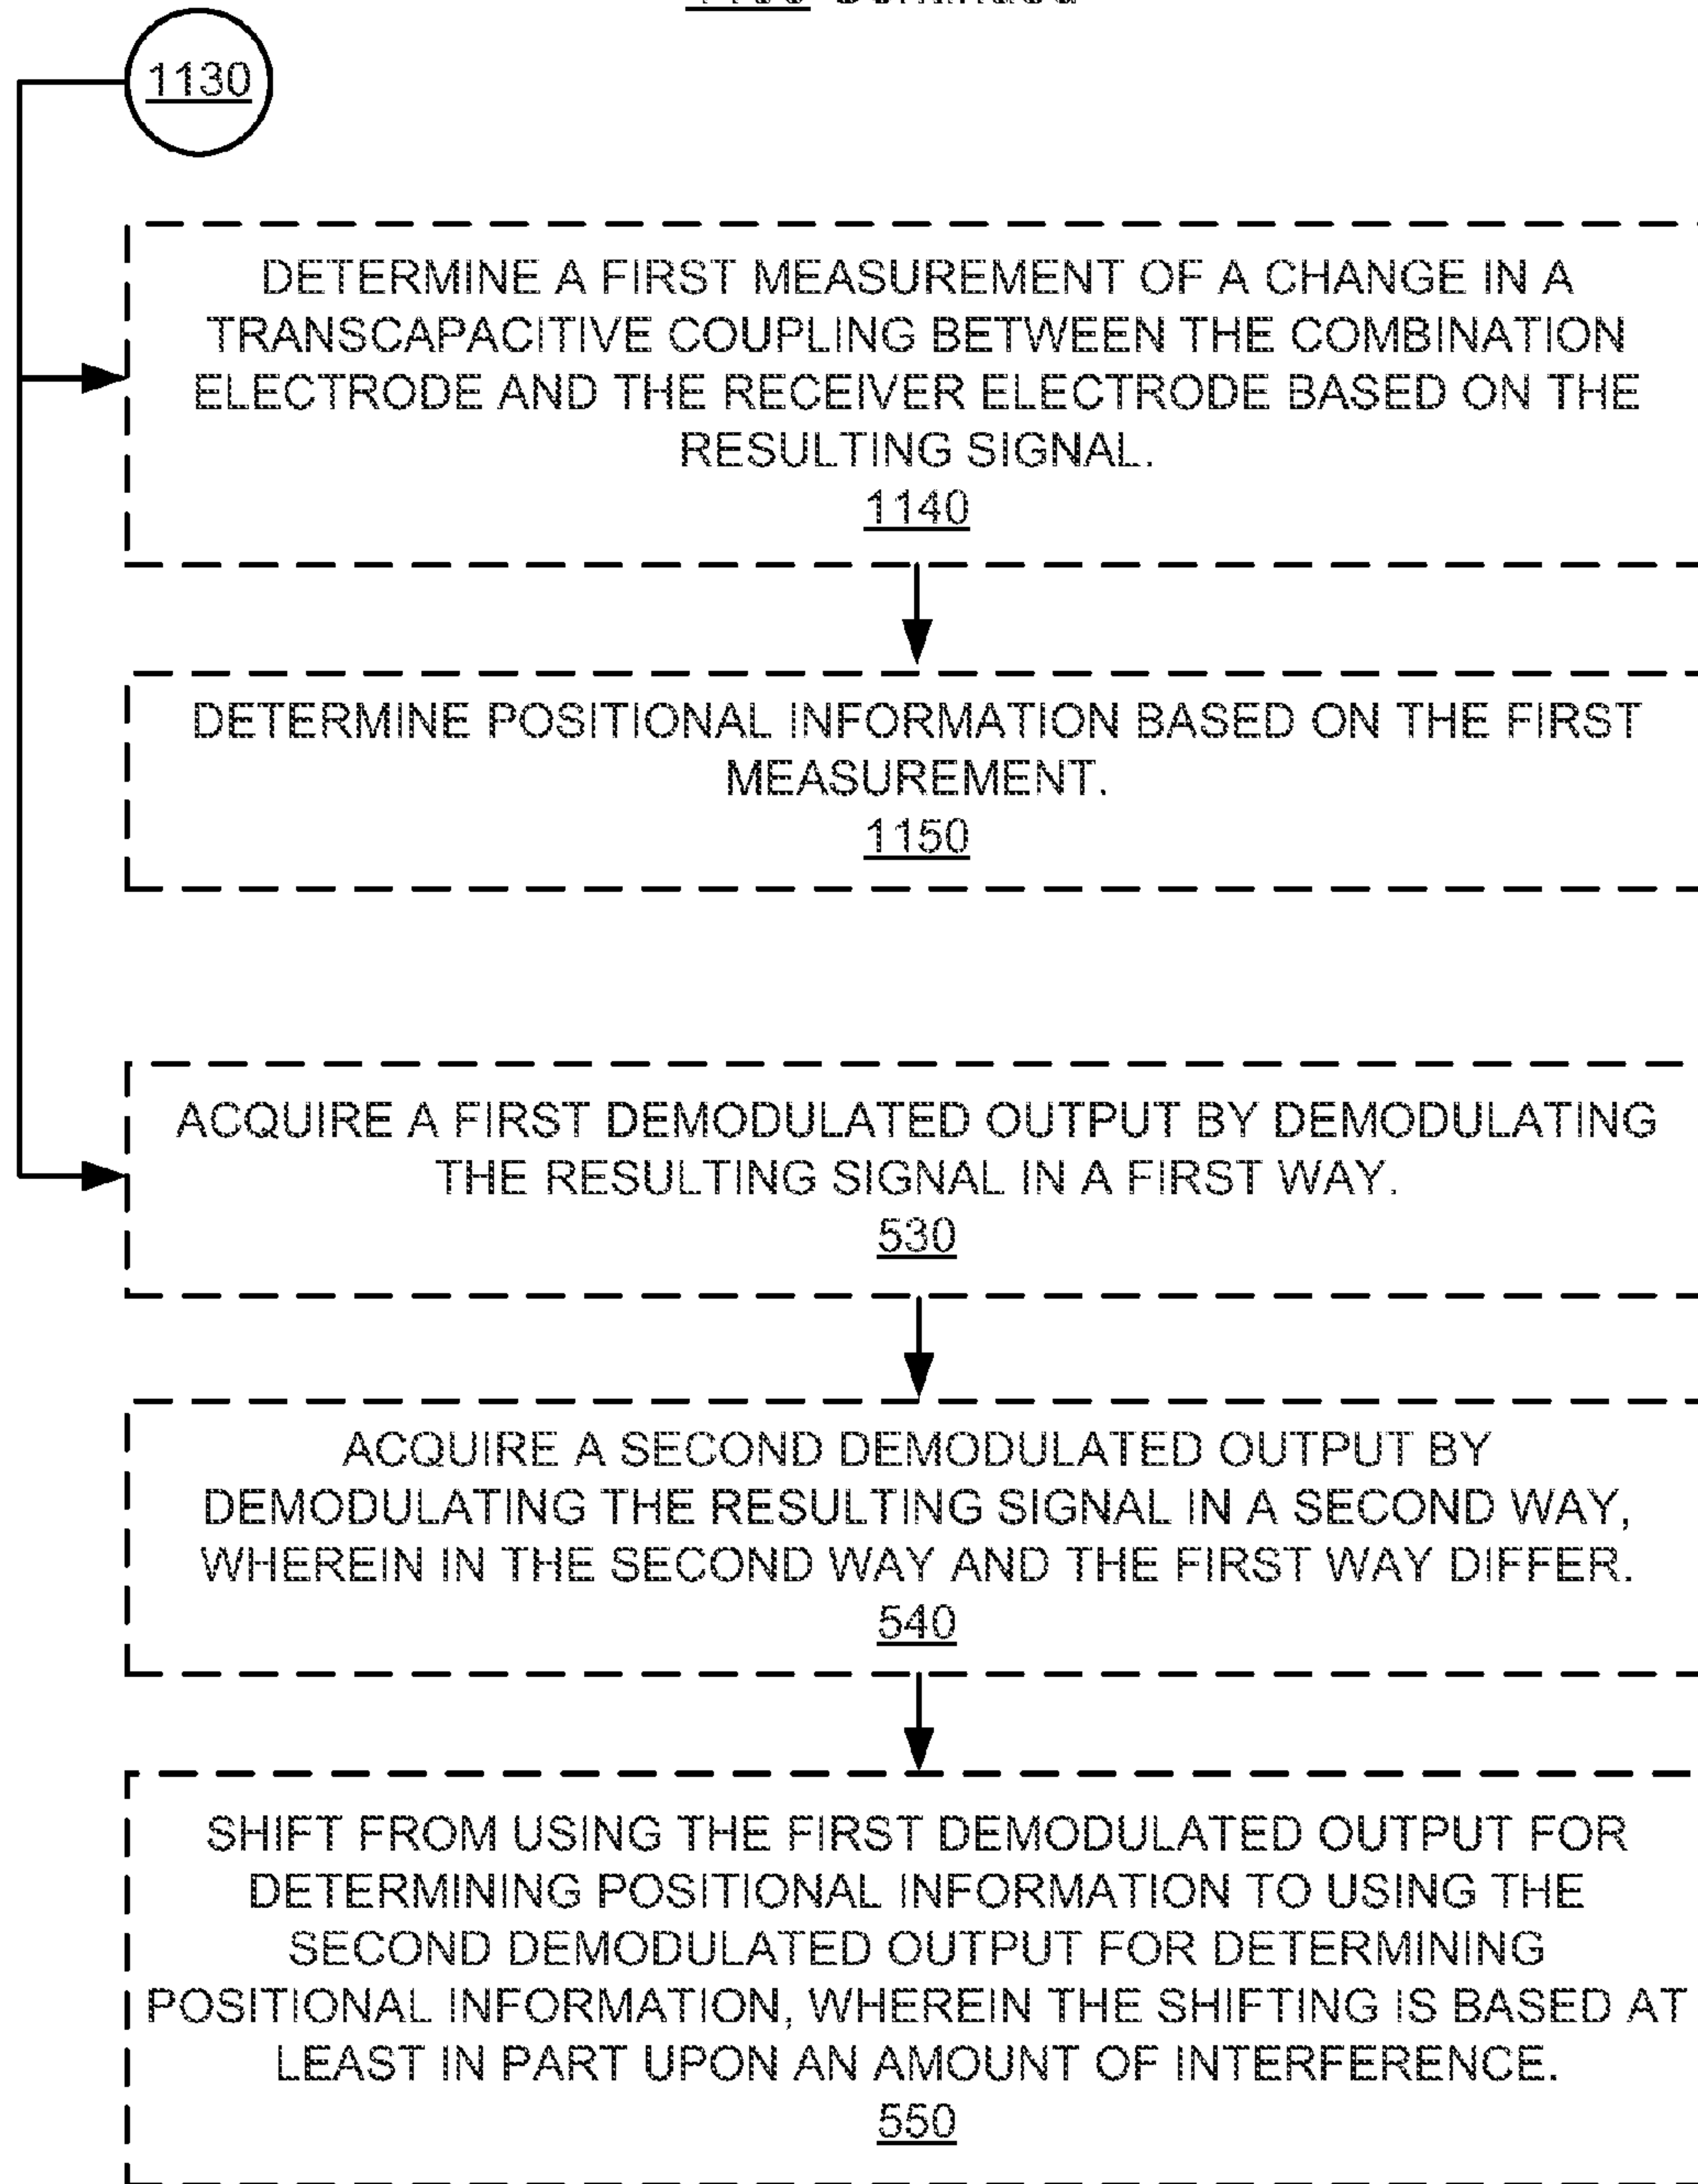 1130
DETERMINE A FIRST MEASUREMENT OF A CHANGE IN A
TRANSCAPACITIVE COUPLING BETWEEN THE COMBINATION
ELECTRODE AND THE RECEIVER ELECTRODE BASED ON THE
RESULTING SIGNAL.
1140
DETERMINE POSITIONAL INFORMATION BASED ON THE FIRST
MEASUREMENT.
1150
ACQUIRE A FIRST DEMODULATED OUTPUT BY DEMODULATING
THE RESULTING SIGNAL IN A FIRST WAY.
530
ACQUIRE A SECOND DEMODULATED OUTPUT BY
DEMODULATING THE RESULTING SIGNAL IN A SECOND WAY,
WHEREIN IN THE SECOND WAY AND THE FIRST WAY DIFFER.
540
SHIFT FROM USING THE FIRST DEMODULATED OUTPUT FOR
DETERMINING POSITIONAL INFORMATION TO USING THE
SECOND DEMODULATED OUTPUT FOR DETERMINING
POSITIONAL INFORMATION, WHEREIN THE SHIFTING IS BASED AT
LEAST IN PART UPON AN AMOUNT OF INTERFERENCE.
550